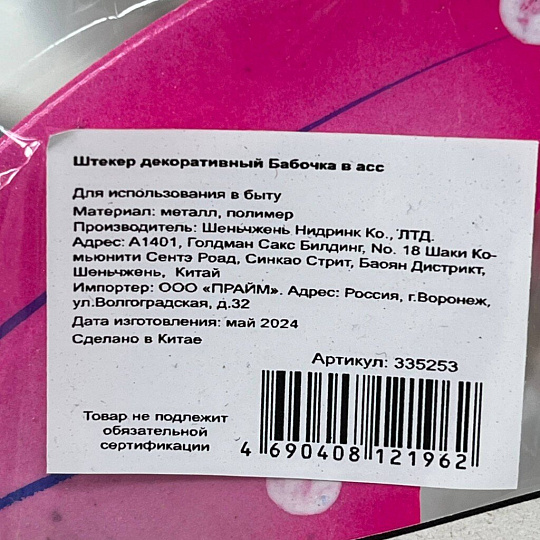 Штекер декоративный Бабочка в асс
Для использования в быту
Материал: металл, полимер
Производитель: Шеньчжень Нидринк Ко., ЛТД.
Адрес: А1401, Голдман Сакс Билдинг, No. 18 Шаки Ко-
мьюнити Сентэ Роад, Синкао Стрит, Баоян Дистрикт,
Шеньчжень, Китай
Импортер: ООО «ПРАЙМ». Адрес: Россия, г.Воронеж,
ул.Волгоградская, д.32
Дата изготовления: май 2024
Сделано в Китае
Артикул: 335253
Товар не подлежит
обязательной
сертификации
4 690408 121962